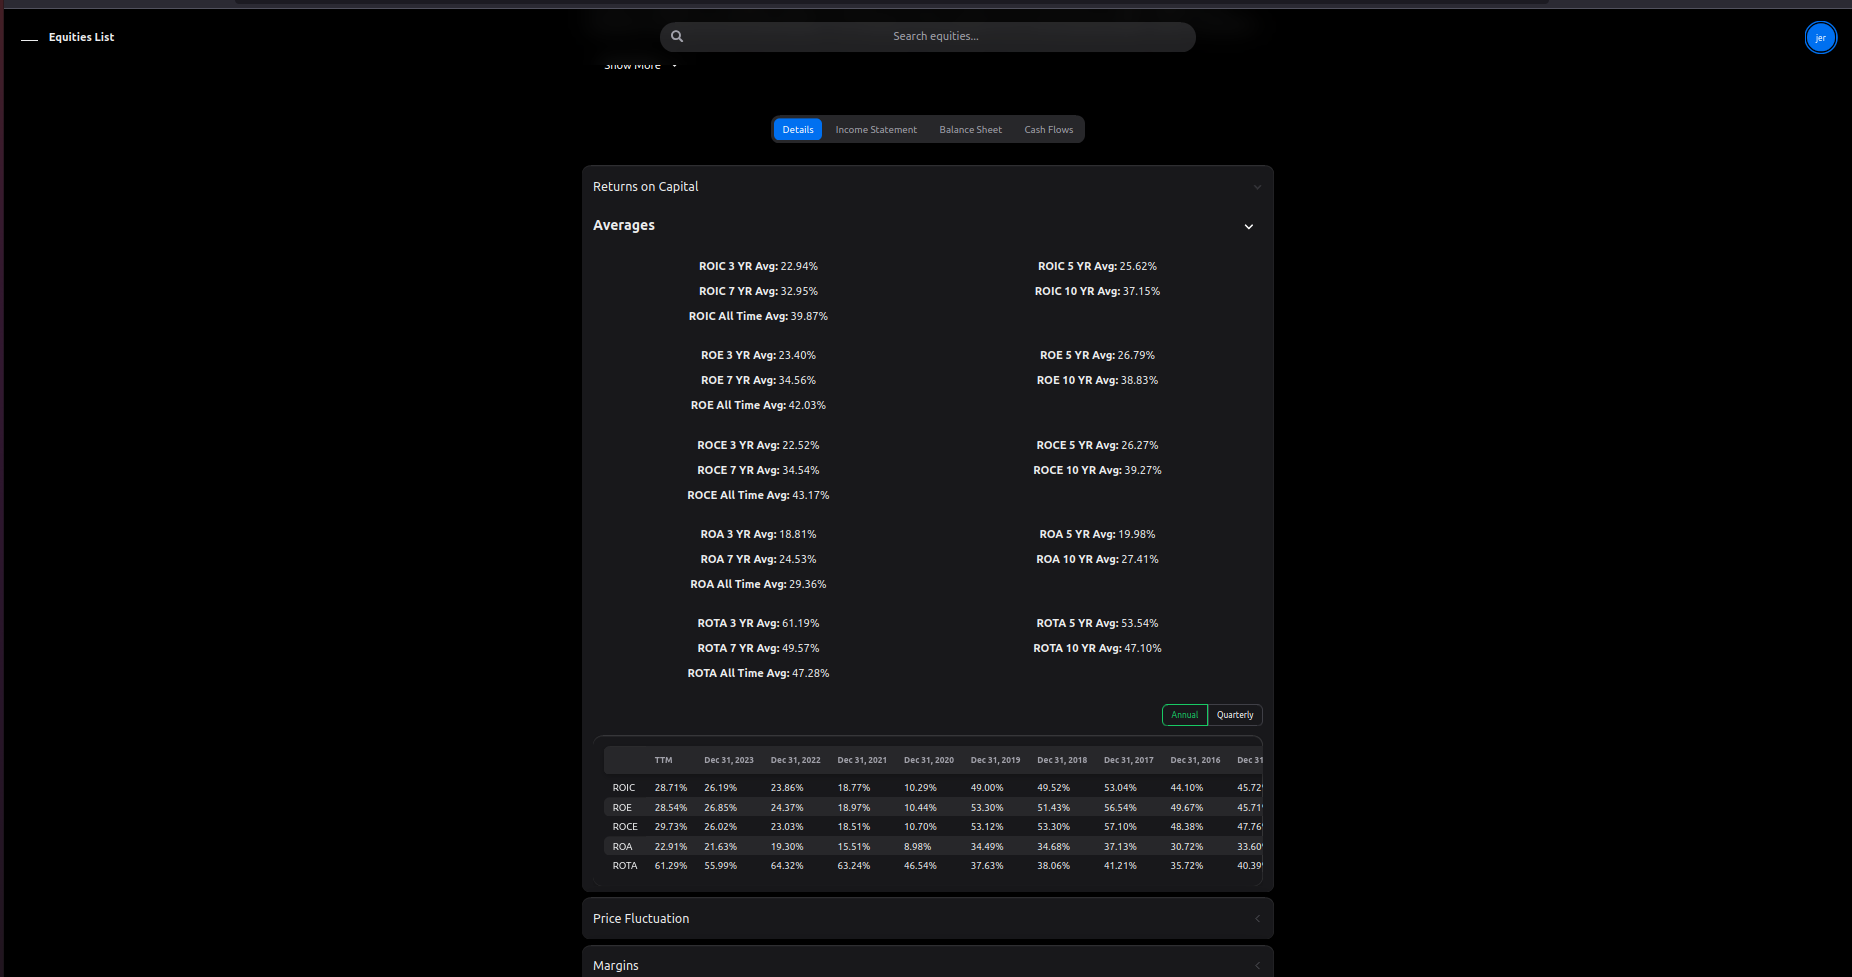 Equities List
Search equities...
jer
Show More
Details Income Statement Balance Sheet Cash Flows
Returns on Capital
Averages
ROIC 3 YR Avg: 22.94% ROIC 5 YR Avg: 25.62%
ROIC 7 YR Avg: 32.95% ROIC 10 YR Avg: 37.15%
ROIC All Time Avg: 39.87%
ROE 3 YR Avg: 23.40% ROE 5 YR Avg: 26.79%
ROE 7 YR Avg: 34.56% ROE 10 YR Avg: 38.83%
ROE All Time Avg: 42.03%
ROCE 3 YR Avg: 22.52% ROCE 5 YR Avg: 26.27%
ROCE 7 YR Avg: 34.54% ROCE 10 YR Avg: 39.27%
ROCE All Time Avg: 43.17%
ROA 3 YR Avg: 18.81% ROA 5 YR Avg: 19.98%
ROA 7 YR Avg: 24.53% ROA 10 YR Avg: 27.41%
ROA All Time Avg: 29.36%
ROTA 3 YR Avg: 61.19% ROTA 5 YR Avg: 53.54%
ROTA 7 YR Avg: 49.57% ROTA 10 YR Avg: 47.10%
ROTA All Time Avg: 47.28%
Annual Quarterly
TTM Dec 31, 2023 Dec 31, 2022 Dec 31, 2021 Dec 31, 2020 Dec 31, 2019 Dec 31, 2018 Dec 31, 2017 Dec 31, 2016 Dec 31
ROIC 28.71% 26.19% 23.86% 18.77% 10.29% 49.00% 49.52% 53.04% 44.10% 45.72
ROE 28.54% 26.85% 24.37% 18.97% 10.44% 53.30% 51.43% 56.54% 49.67% 45.71
ROCE 29.73% 26.02% 23.03% 18.51% 10.70% 53.12% 53.30% 57.10% 48.38% 47.76
ROA 22.91% 21.63% 19.30% 15.51% 8.98% 34.49% 34.68% 37.13% 30.72% 33.60
ROTA 61.29% 55.99% 64.32% 63.24% 46.54% 37.63% 38.06% 41.21% 35.72% 40.39
Price Fluctuation
Margins